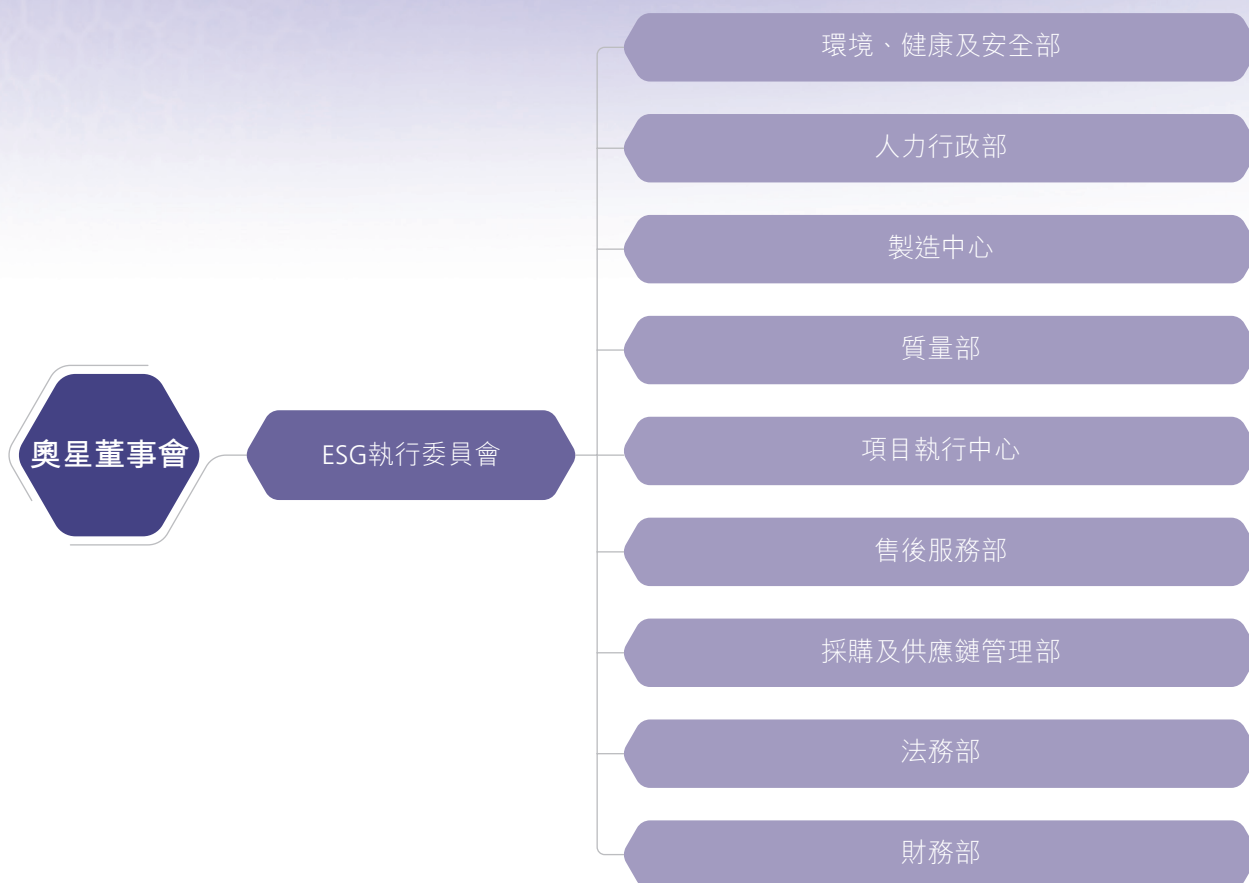 奧星董事會
ESG執行委員會
環境、健康及安全部
人力行政部
製造中心
質量部
項目執行中心
售後服務部
採購及供應鏈管理部
法務部
財務部